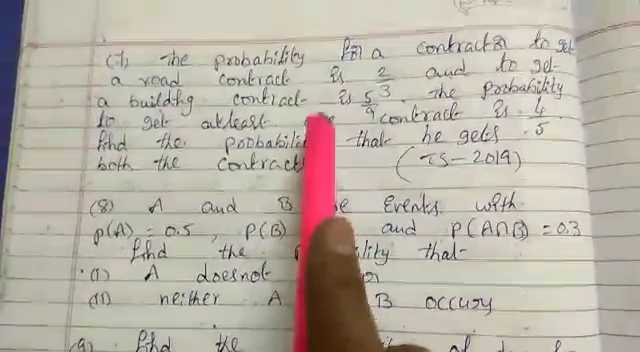 (7) The probability for a contractor to get
a road contract is 2/3 and to get
a building contract is 5/9. The probability
to get atleast contract is 4/5.
find the probability that he gets
both the contract
(TS-2019)
(8) A and B events with
p(A) = 0.5, P(B) and P(A∩B) = 0.3
find the that
(i) A doesnot
(ii) neither A B occurs
(9) find the